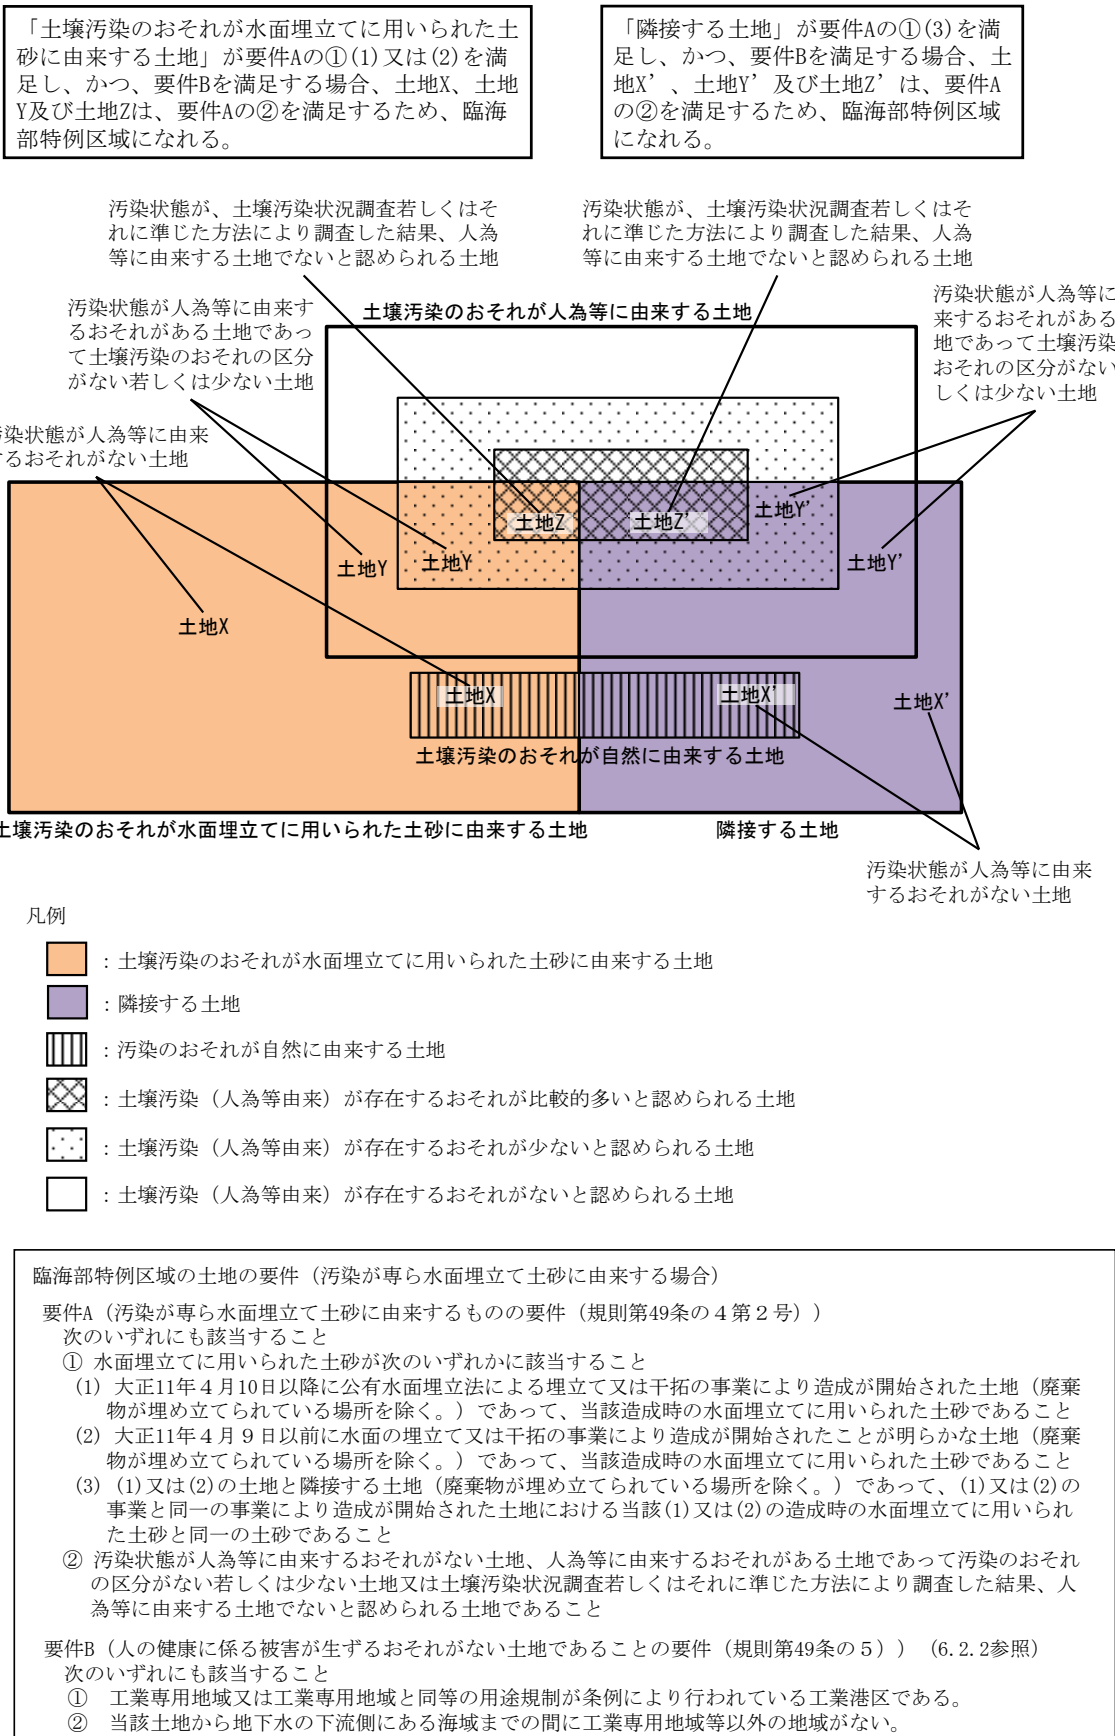 「土壌汚染のおそれが水面埋立てに用いられた土
砂に由来する土地」が要件Aの①(1)又は(2)を満
足し、かつ、要件Bを満足する場合、土地X、土地
Y及び土地Zは、要件Aの②を満足するため、臨海
部特例区域になれる。
「隣接する土地」が要件Aの①(3)を満
足し、かつ、要件Bを満足する場合、土
地X’、土地Y’及び土地Z’は、要件A
の②を満足するため、臨海部特例区域
になれる。
汚染状態が、土壌汚染状況調査若しくはそ
れに準じた方法により調査した結果、人為
等に由来する土地でないと認められる土地
汚染状態が、土壌汚染状況調査若しくはそ
れに準じた方法により調査した結果、人為
等に由来する土地でないと認められる土地
汚染状態が人為等に由来す
るおそれがある土地であっ
て土壌汚染のおそれの区分
がない若しくは少ない土地
土壌汚染のおそれが人為等に由来する土地
汚染状態が人為等に
来するおそれがある
地であって土壌汚染
おそれの区分がない
しくは少ない土地
汚染状態が人為等に由来
するおそれがない土地
土地Z
土地Z’
土地Y’
土地Y
土地Y
土地Y’
土地X
土地X
土地X’
土地X’
土壌汚染のおそれが自然に由来する土地
土壌汚染のおそれが水面埋立てに用いられた土砂に由来する土地
隣接する土地
汚染状態が人為等に由来
するおそれがない土地
凡例
：土壌汚染のおそれが水面埋立てに用いられた土砂に由来する土地
：隣接する土地
：汚染のおそれが自然に由来する土地
：土壌汚染（人為等由来）が存在するおそれが比較的多いと認められる土地
：土壌汚染（人為等由来）が存在するおそれが少ないと認められる土地
：土壌汚染（人為等由来）が存在するおそれがないと認められる土地
臨海部特例区域の土地の要件（汚染が専ら水面埋立て土砂に由来する場合）
要件A（汚染が専ら水面埋立て土砂に由来するものの要件（規則第49条の４第２号））
次のいずれにも該当すること
① 水面埋立てに用いられた土砂が次のいずれかに該当すること
(1) 大正11年４月10日以降に公有水面埋立法による埋立て又は干拓の事業により造成が開始された土地（廃棄
物が埋め立てられている場所を除く。）であって、当該造成時の水面埋立てに用いられた土砂であること
(2) 大正11年４月９日以前に水面の埋立て又は干拓の事業により造成が開始されたことが明らかな土地（廃棄
物が埋め立てられている場所を除く。）であって、当該造成時の水面埋立てに用いられた土砂であること
(3) (1)又は(2)の土地と隣接する土地（廃棄物が埋め立てられている場所を除く。）であって、(1)又は(2)の
事業と同一の事業により造成が開始された土地における当該(1)又は(2)の造成時の水面埋立てに用いられ
た土砂と同一の土砂であること
② 汚染状態が人為等に由来するおそれがない土地、人為等に由来するおそれがある土地であって汚染のおそれ
の区分がない若しくは少ない土地又は土壌汚染状況調査若しくはそれに準じた方法により調査した結果、人
為等に由来する土地でないと認められる土地であること
要件B（人の健康に係る被害が生ずるおそれがない土地であることの要件（規則第49条の５））（6.2.2参照）
次のいずれにも該当すること
① 工業専用地域又は工業専用地域と同等の用途規制が条例により行われている工業港区である。
② 当該土地から地下水の下流側にある海域までの間に工業専用地域等以外の地域がない。